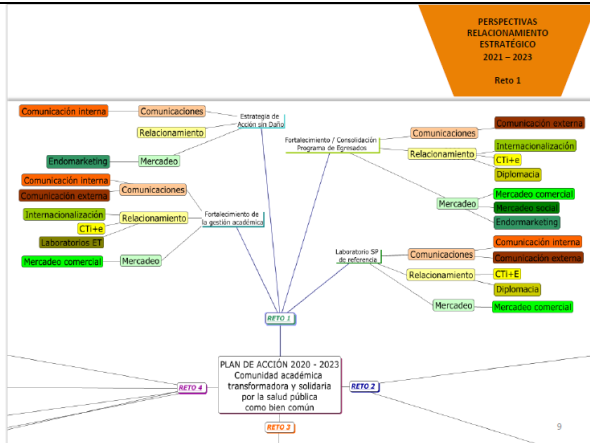 PERSPECTIVAS
RELACIONAMIENTO
ESTRATÉGICO
2021 – 2023
Reto 1
Comunicación interna
Comunicaciones
Relacionamiento
Endomarketing
Mercadeo
Estrategia de
Acción sin Daño
Comunicación interna
Comunicación externa
Comunicaciones
Internacionalización
CTi+e
Laboratorios ET
Relacionamiento
Mercadeo comercial
Mercadeo
Fortalecimiento de
la gestión académica
Fortalecimiento / Consolidación
Programa de Egresados
Comunicaciones
Comunicación externa
Relacionamiento
Internacionalización
CTi+e
Diplomacia
Mercadeo
Mercadeo comercial
Mercadeo social
Endormarketing
Laboratorio SP
de referencia
Comunicaciones
Comunicación interna
Comunicación externa
Relacionamiento
CTi+E
Diplomacia
Mercadeo
Mercadeo comercial
RETO 1
PLAN DE ACCIÓN 2020 - 2023
Comunidad académica
transformadora y solidaria
por la salud pública
como bien común
RETO 4
RETO 2
RETO 3
9